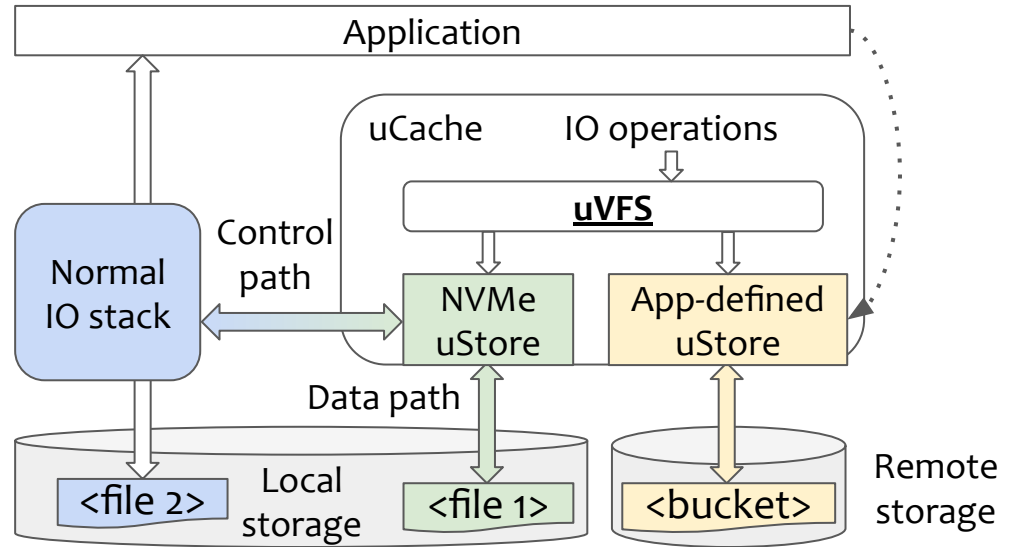 Application
uCache
IO operations
uVFS
Control
path
Normal
IO stack
NVMe
uStore
App-defined
uStore
Data path
<file 2>
Local
storage
<file 1>
<bucket>
Remote
storage